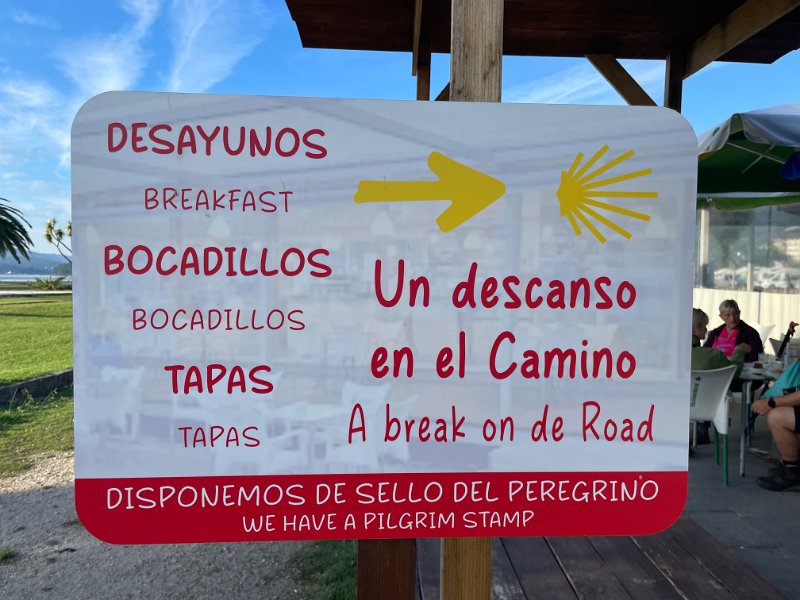 DESAYUNOS
BREAKFAST
BOCADILLOS
BOCADILLOS
TAPAS
TAPAS
Un descanso
en el Camino
A break on de Road
DISPONEMOS DE SELLO DEL PEREGRINO
WE HAVE A PILGRIM STAMP